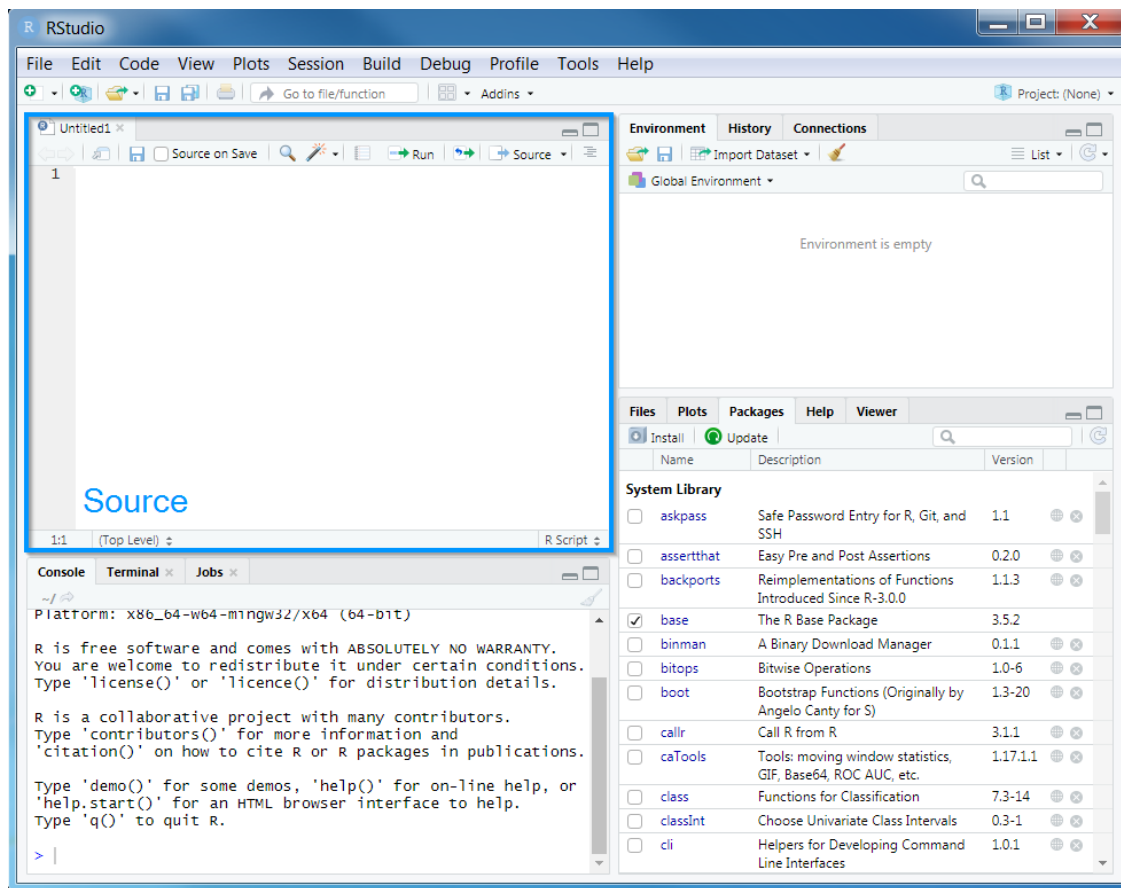 RStudio
File Edit Code View Plots Session Build Debug Profile Tools Help
Go to file/function Addins Project: (None)
Untitled1
Source on Save Run Source
1
Source
1:1 (Top Level) R Script
Console Terminal Jobs
~/
Platform: x86_64-w64-mingw32/x64 (64-bit)
R is free software and comes with ABSOLUTELY NO WARRANTY.
You are welcome to redistribute it under certain conditions.
Type 'license()' or 'licence()' for distribution details.
R is a collaborative project with many contributors.
Type 'contributors()' for more information and
'citation()' on how to cite R or R packages in publications.
Type 'demo()' for some demos, 'help()' for on-line help, or
'help.start()' for an HTML browser interface to help.
Type 'q()' to quit R.
>
Environment History Connections
Import Dataset List
Global Environment
Environment is empty
Files Plots Packages Help Viewer
Install Update
Name Description Version
System Library
askpass Safe Password Entry for R, Git, and 1.1
SSH
assertthat Easy Pre and Post Assertions 0.2.0
backports Reimplementations of Functions 1.1.3
Introduced Since R-3.0.0
base The R Base Package 3.5.2
binman A Binary Download Manager 0.1.1
bitops Bitwise Operations 1.0-6
boot Bootstrap Functions (Originally by 1.3-20
Angelo Canty for S)
callr Call R from R 3.1.1
caTools Tools: moving window statistics, 1.17.1.1
GIF, Base64, ROC AUC, etc.
class Functions for Classification 7.3-14
classInt Choose Univariate Class Intervals 0.3-1
cli Helpers for Developing Command 1.0.1
Line Interfaces